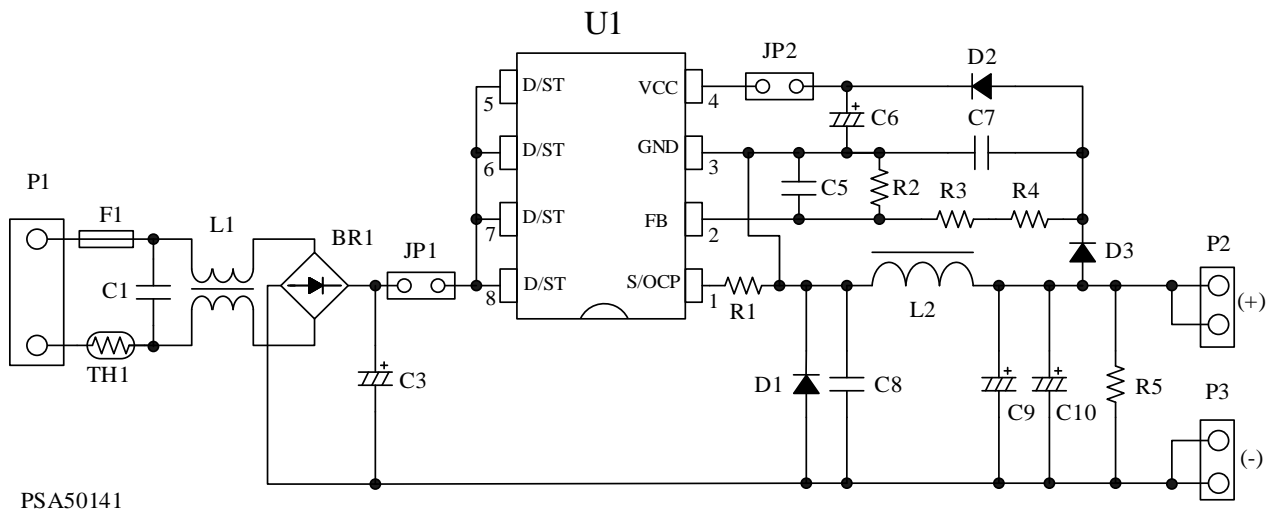 U1
JP2
D2
D/ST
VCC
5
4
C6
C7
D/ST
GND
6
3
P1
C5
R2
R3
R4
F1
L1
BR1
JP1
D/ST
FB
7
2
D3
P2
C1
D/ST
S/OCP
8
1
R1
L2
(+)
TH1
C3
D1
C8
C9
C10
R5
P3
(-)
PSA50141